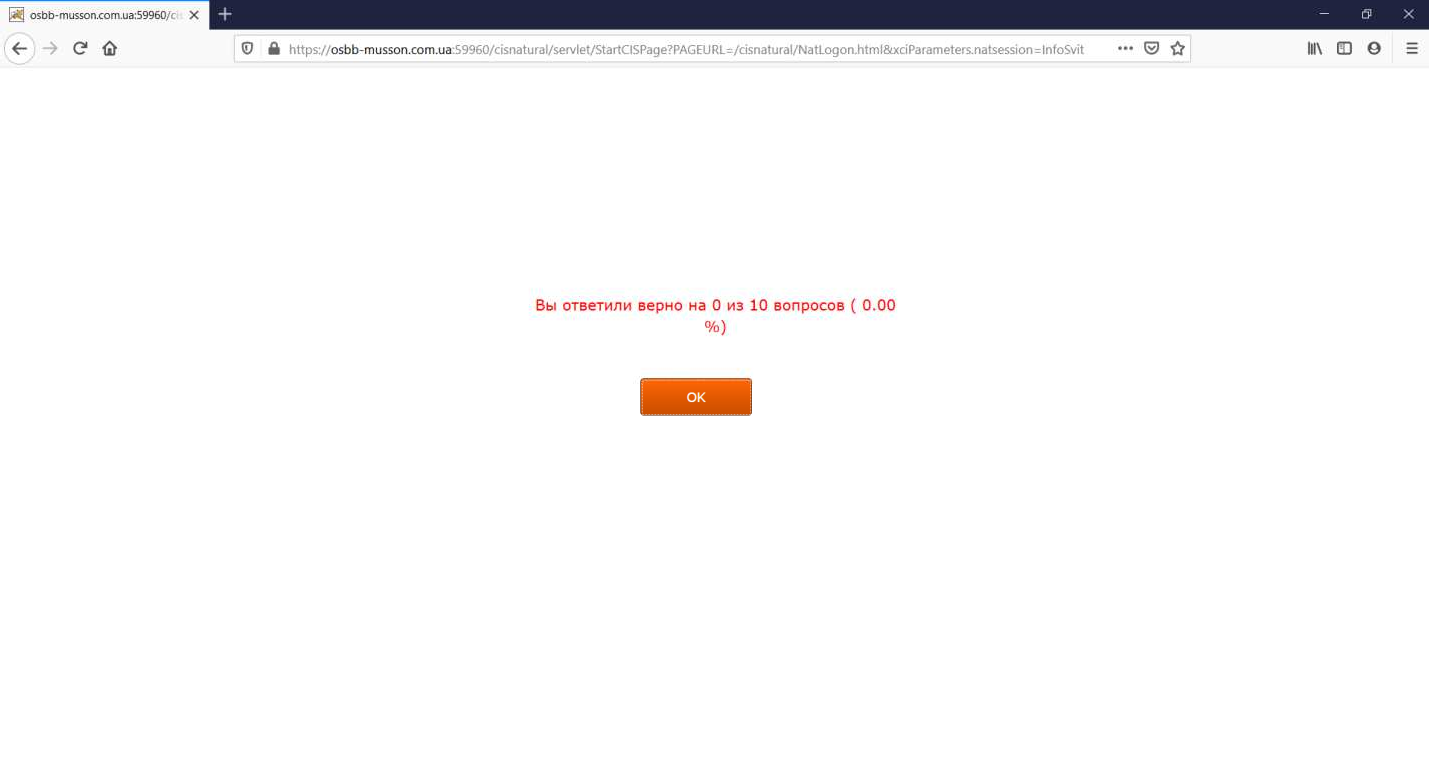 osbb-musson.com.ua:59960/cis
https://osbb-musson.com.ua:59960/cisnatural/servlet/StartCISPage?PAGEURL=/cisnatural/NatLogon.html&xciParameters.natsession=InfoSvit
Вы ответили верно на 0 из 10 вопросов ( 0.00
%)
OK